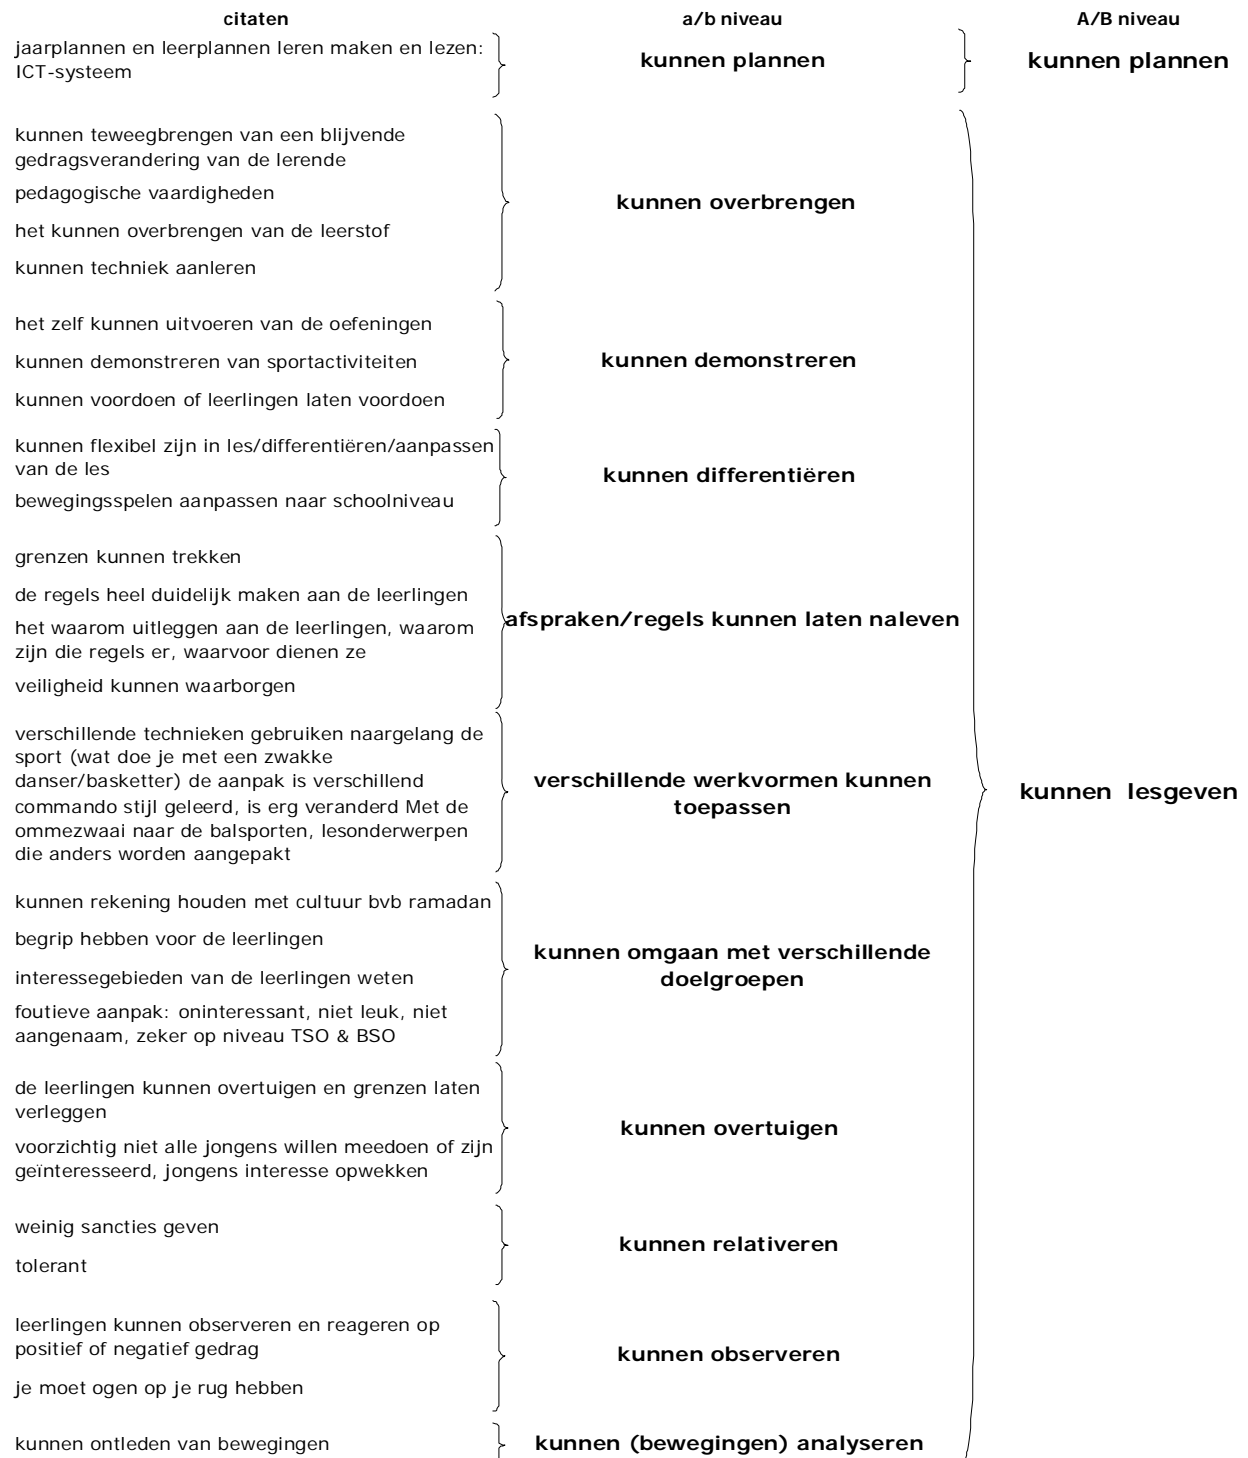 citaten a/b niveau A/B niveau
jaarplannen en leerplannen leren maken en lezen:
ICT-systeem
kunnen plannen
kunnen plannen
kunnen teweegbrengen van een blijvende
gedragsverandering van de lerende
pedagogische vaardigheden
het kunnen overbrengen van de leerstof
kunnen techniek aanleren
kunnen overbrengen
het zelf kunnen uitvoeren van de oefeningen
kunnen demonstreren van sportactiviteiten
kunnen voordoen of leerlingen laten voordoen
kunnen demonstreren
kunnen flexibel zijn in les/differentiëren/aanpassen
van de les
bewegingsspelen aanpassen naar schoolniveau
kunnen differentiëren
grenzen kunnen trekken
de regels heel duidelijk maken aan de leerlingen
het waarom uitleggen aan de leerlingen, waarom
zijn die regels er, waarvoor dienen ze
veiligheid kunnen waarborgen
afspraken/regels kunnen laten naleven
verschillende technieken gebruiken naargelang de
sport (wat doe je met een zwakke
danser/basketter) de aanpak is verschillend
commando stijl geleerd, is erg veranderd Met de
ommezwaai naar de balsporten, lesonderwerpen
die anders worden aangepakt
verschillende werkvormen kunnen
toepassen
kunnen lesgeven
kunnen rekening houden met cultuur bvb ramadan
begrip hebben voor de leerlingen
interessegebieden van de leerlingen weten
foutieve aanpak: oninteressant, niet leuk, niet
aangenaam, zeker op niveau TSO & BSO
kunnen omgaan met verschillende
doelgroepen
de leerlingen kunnen overtuigen en grenzen laten
verleggen
voorzichtig niet alle jongens willen meedoen of zijn
geïnteresseerd, jongens interesse opwekken
kunnen overtuigen
weinig sancties geven
tolerant
kunnen relativeren
leerlingen kunnen observeren en reageren op
positief of negatief gedrag
je moet ogen op je rug hebben
kunnen observeren
kunnen ontleden van bewegingen
kunnen (bewegingen) analyseren